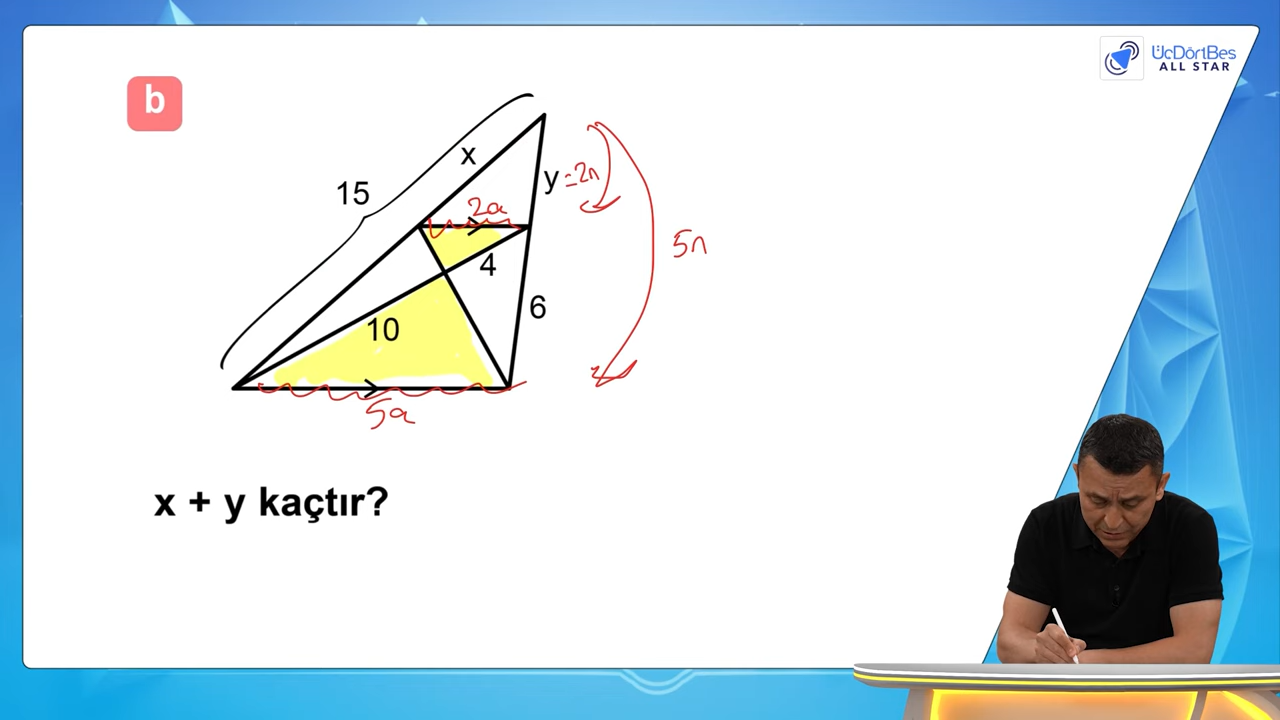 b
ÜçDörtBeş
ALL STAR
x
15
y =2n
2a
5n
4
6
10
5a
x + y kaçtır?